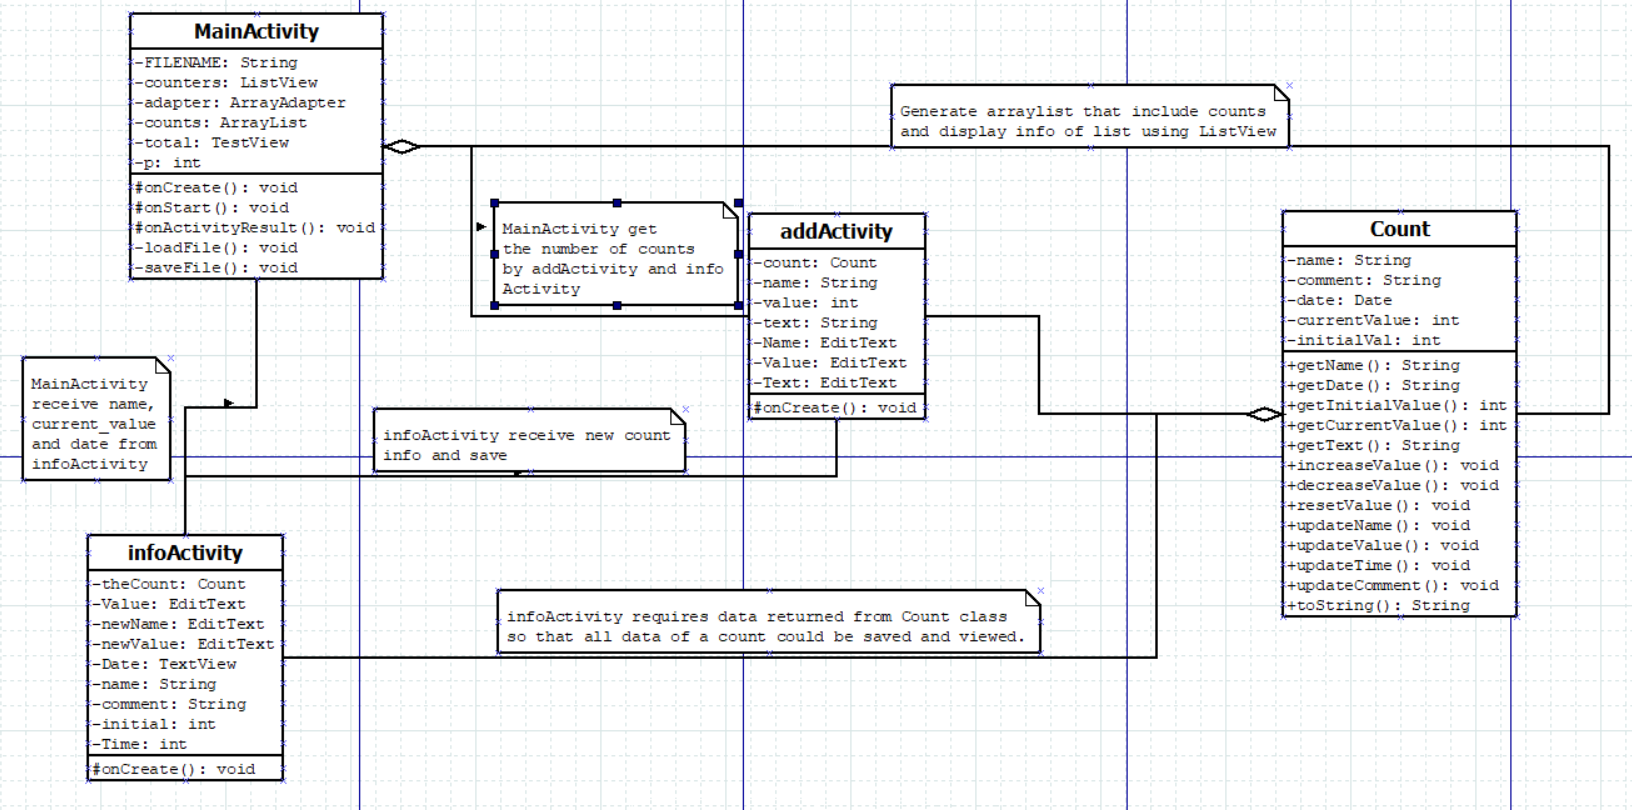 MainActivity
-FILENAME: String
-counters: ListView
-adapter: ArrayAdapter
-counts: ArrayList
-total: TestView
-p: int
#onCreate(): void
#onStart(): void
#onActivityResult(): void
-loadFile(): void
-saveFile(): void
Generate arraylist that include counts
and display info of list using ListView
MainActivity get
the number of counts
by addActivity and info
Activity
addActivity
-count: Count
-name: String
-value: int
-text: String
-Name: EditText
-Value: EditText
-Text: EditText
#onCreate(): void
Count
-name: String
-comment: String
-date: Date
-currentValue: int
-initialVal: int
+getName(): String
+getDate(): String
+getInitialValue(): int
+getCurrentValue(): int
+getText(): String
+increaseValue(): void
+decreaseValue(): void
+resetValue(): void
+updateName(): void
+updateValue(): void
+updateTime(): void
+updateComment(): void
+toString(): String
MainActivity
receive name,
current_value
and date from
infoActivity
infoActivity receive new count
info and save
infoActivity
-theCount: Count
-Value: EditText
-newName: EditText
-newValue: EditText
-Date: TextView
-name: String
-comment: String
-initial: int
-Time: int
#onCreate(): void
infoActivity requires data returned from Count class
so that all data of a count could be saved and viewed.